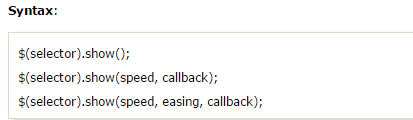 Syntax:
$(selector).show();
$(selector).show(speed, callback);
$(selector).show(speed, easing, callback);